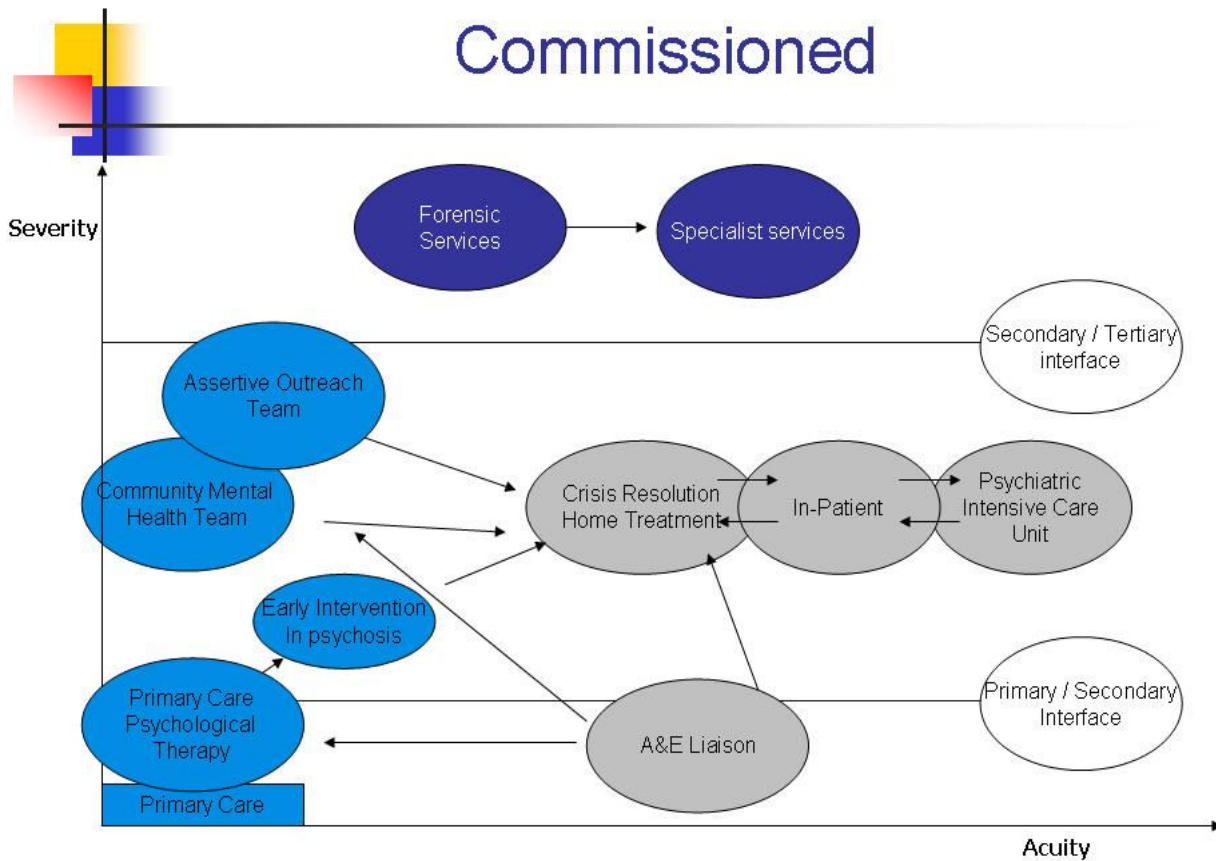 Commissioned
Severity
Forensic
Services
Specialist services
Secondary / Tertiary
interface
Assertive Outreach
Team
Community Mental
Health Team
Crisis Resolution
Home Treatment
In-Patient
Psychiatric
Intensive Care
Unit
Early Intervention
In psychosis
Primary Care
Psychological
Therapy
A&E Liaison
Primary / Secondary
Interface
Primary Care
Acuity